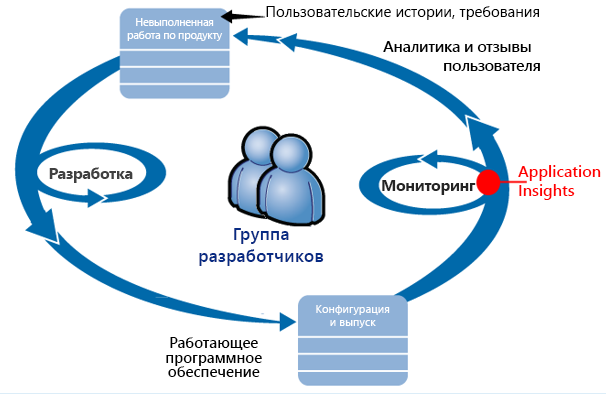 Невыполненная
работа по продукту
Пользовательские истории, требования
Аналитика и отзывы
пользователя
Разработка
Мониторинг
Application
Insights
Группа
разработчиков
Конфигурация
и выпуск
Работающее
программное
обеспечение